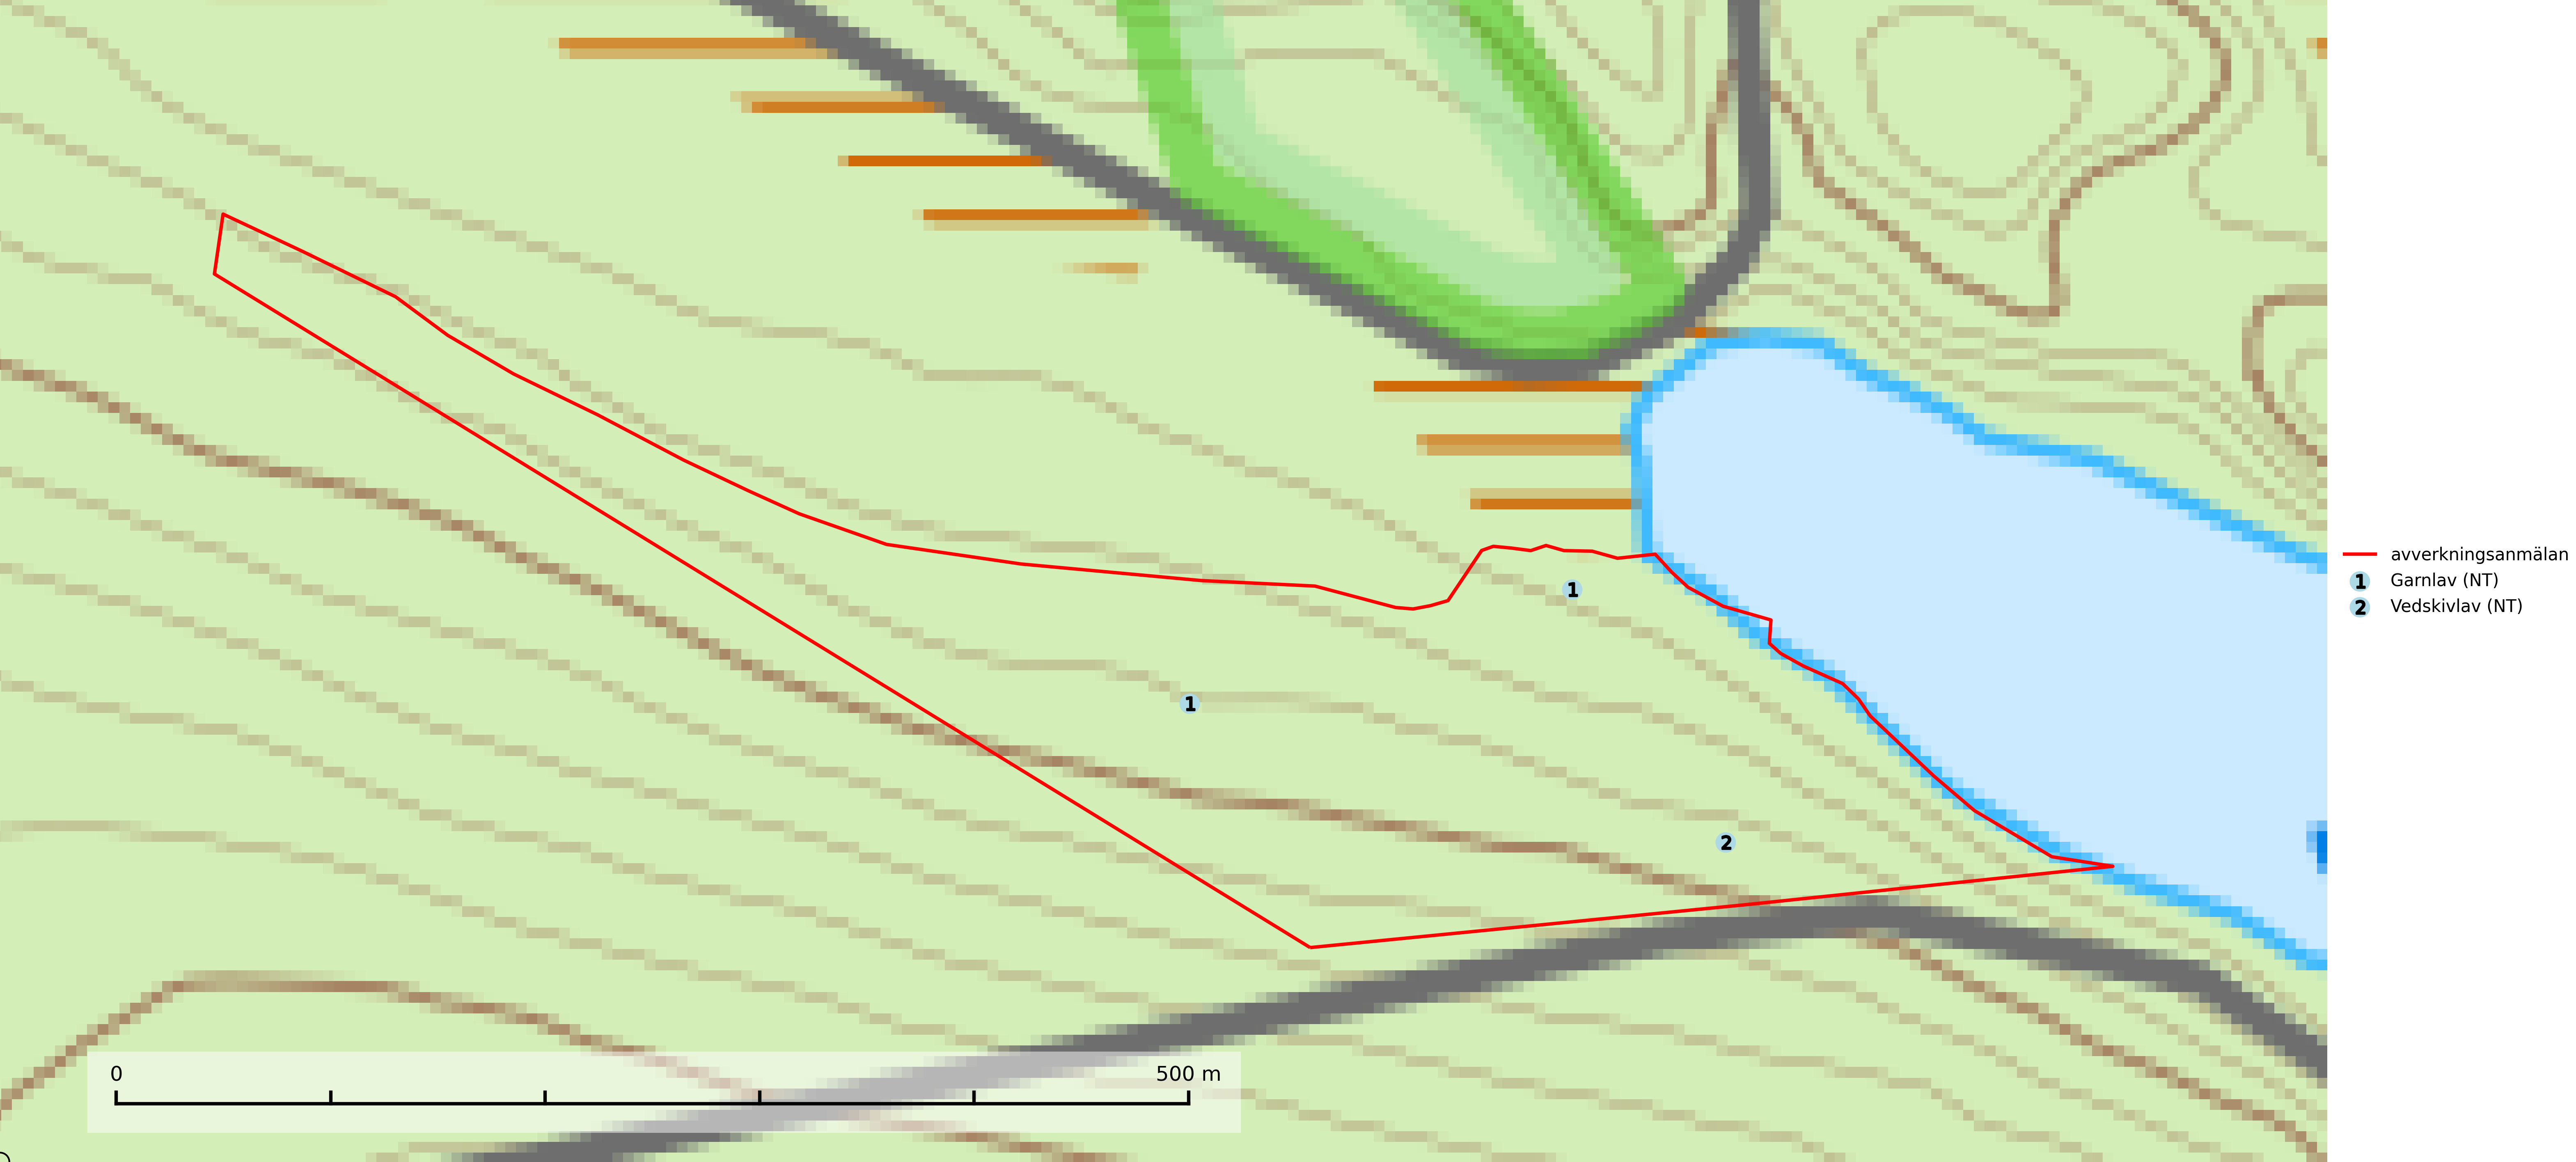 1
1
2
0 500 m
avverkningsanmälan
1 Garnlav (NT)
2 Vedskivlav (NT)